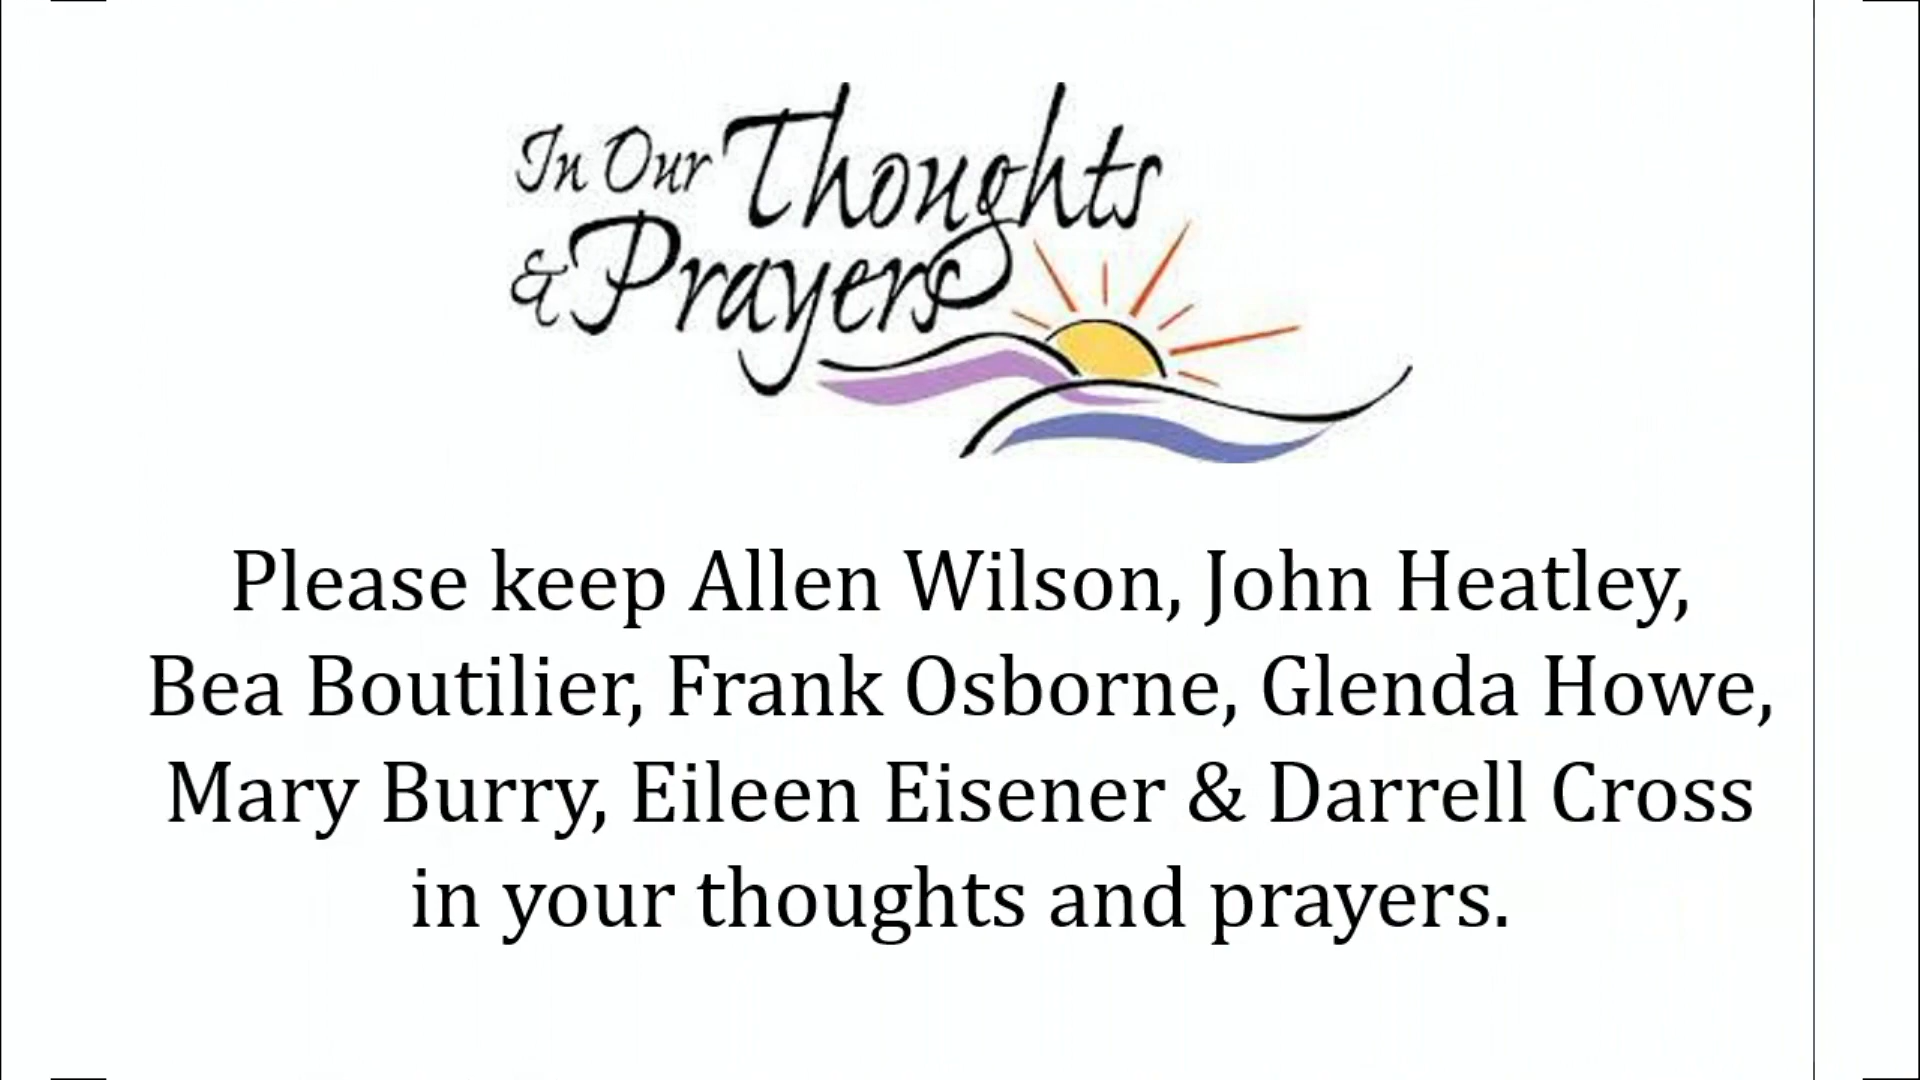 In Our Thoughts
& Prayers
Please keep Allen Wilson, John Heatley,
Bea Boutilier, Frank Osborne, Glenda Howe,
Mary Burry, Eileen Eisener & Darrell Cross
in your thoughts and prayers.